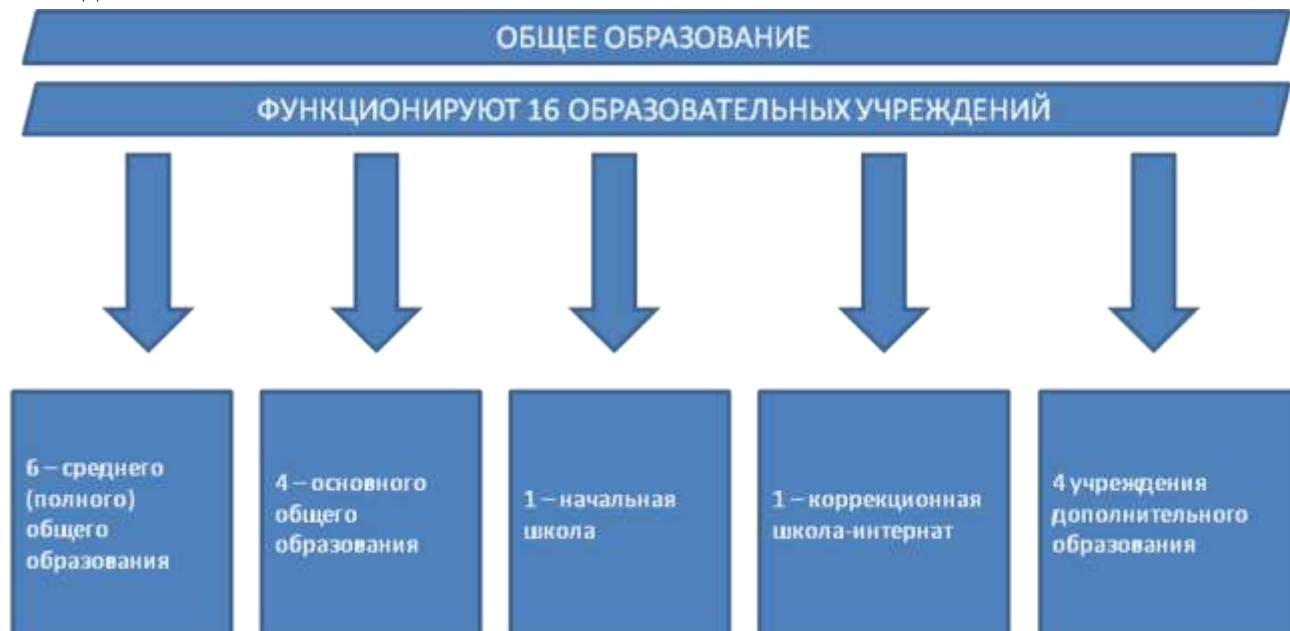 ОБЩЕЕ ОБРАЗОВАНИЕ
ФУНКЦИОНИРУЮТ 16 ОБРАЗОВАТЕЛЬНЫХ УЧРЕЖДЕНИЙ
6 – среднего
(полного)
общего
образования
4 – основного
общего
образования
1 – начальная
школа
1 – коррекционная
школа-интернат
4 учреждения
дополнительного
образования